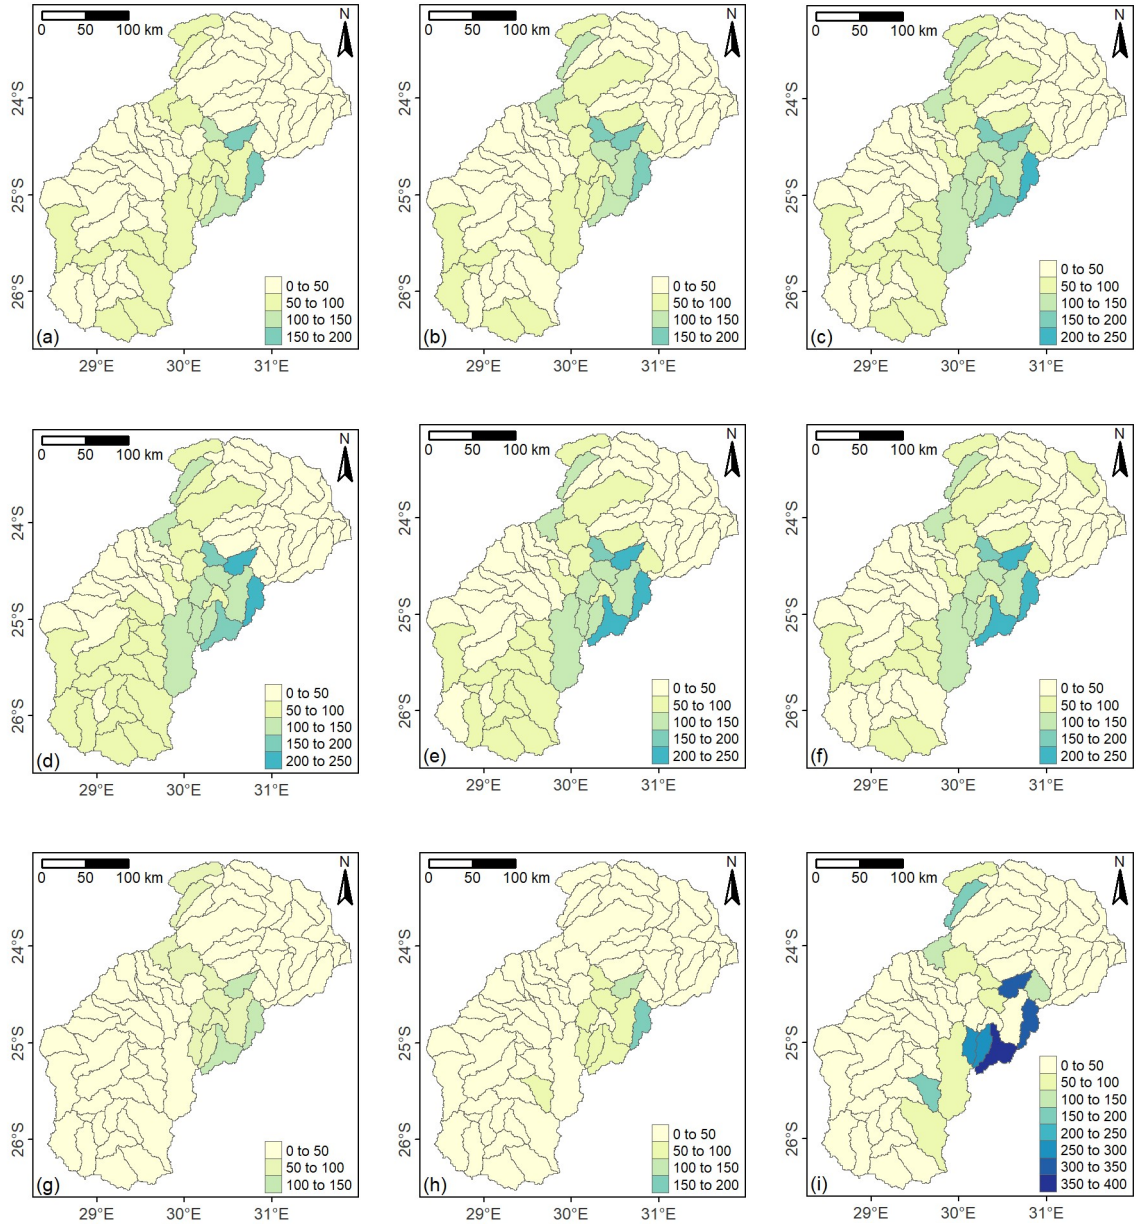 N N N
0 50 100 km 0 50 100 km 0 50 100 km
24°S 24°S 24°S
25°S 25°S 25°S
26°S 26°S 26°S
0 to 50
50 to 100
100 to 150
150 to 200
(a)
0 to 50
50 to 100
100 to 150
150 to 200
(b)
0 to 50
50 to 100
100 to 150
150 to 200
200 to 250
(c)
29°E 30°E 31°E 29°E 30°E 31°E 29°E 30°E 31°E
N N N
0 50 100 km 0 50 100 km 0 50 100 km
24°S 24°S 24°S
25°S 25°S 25°S
26°S 26°S 26°S
0 to 50
50 to 100
100 to 150
150 to 200
200 to 250
(d)
0 to 50
50 to 100
100 to 150
150 to 200
200 to 250
(e)
0 to 50
50 to 100
100 to 150
150 to 200
200 to 250
(f)
29°E 30°E 31°E 29°E 30°E 31°E 29°E 30°E 31°E
N N N
0 50 100 km 0 50 100 km 0 50 100 km
24°S 24°S 24°S
25°S 25°S 25°S
26°S 26°S 26°S
0 to 50
50 to 100
100 to 150
(g)
0 to 50
50 to 100
100 to 150
150 to 200
(h)
0 to 50
50 to 100
100 to 150
150 to 200
200 to 250
250 to 300
300 to 350
350 to 400
(i)
29°E 30°E 31°E 29°E 30°E 31°E 29°E 30°E 31°E